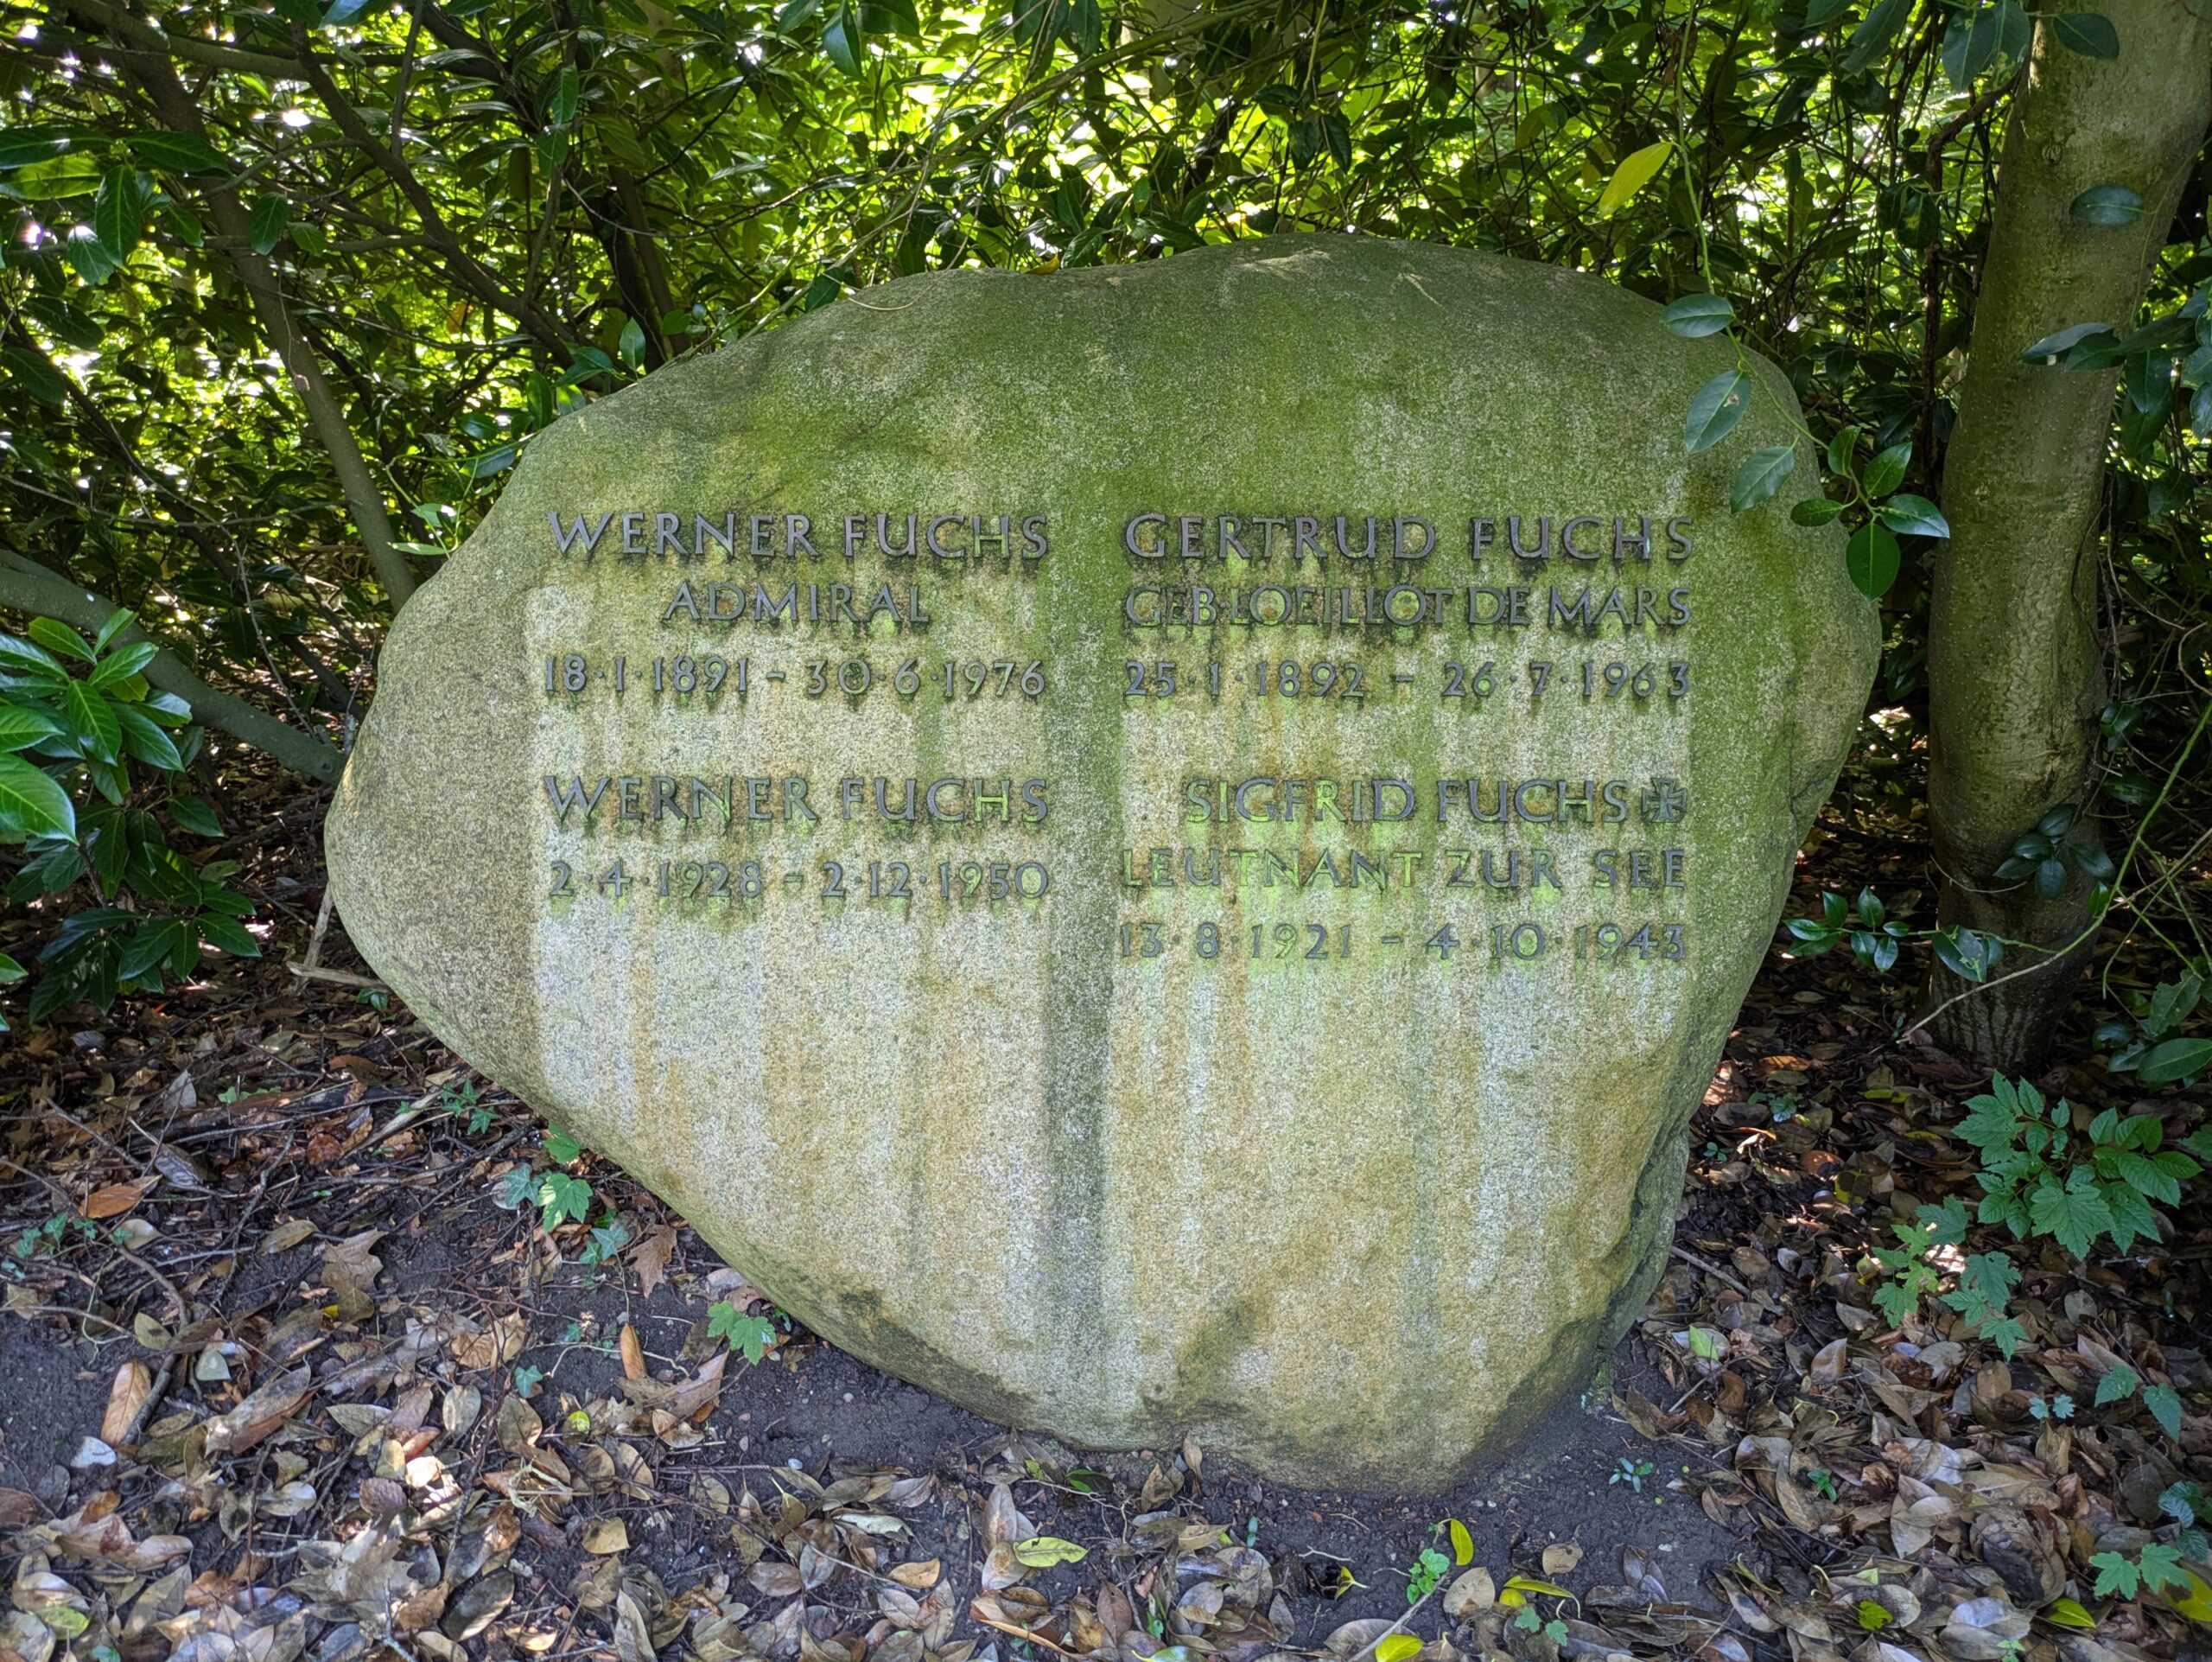 WERNER FUCHS
ADMIRAL
18·1·1891 – 30·6·1976
GERTRUD FUCHS
GEB·LOEILLOT DE MARS
25·1·1892 – 26·7·1963
WERNER FUCHS
2·4·1928 – 2·12·1950
SIGFRID FUCHS ✠
LEUTNANT ZUR SEE
13·8·1921 – 4·10·1943